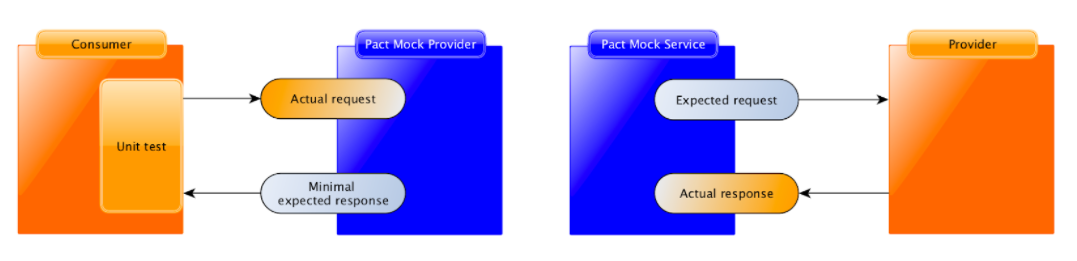 Consumer
Pact Mock Provider
Pact Mock Service
Provider
Actual request
Expected request
Unit test
Minimal
expected response
Actual response